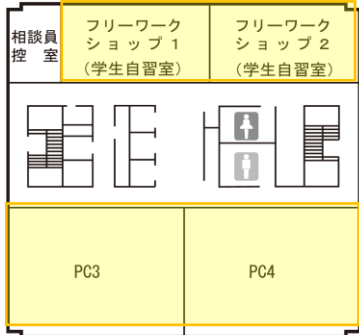 相談員
控　室
フリーワーク
ショップ１
（学生自習室）
フリーワーク
ショップ２
（学生自習室）
PC3
PC4